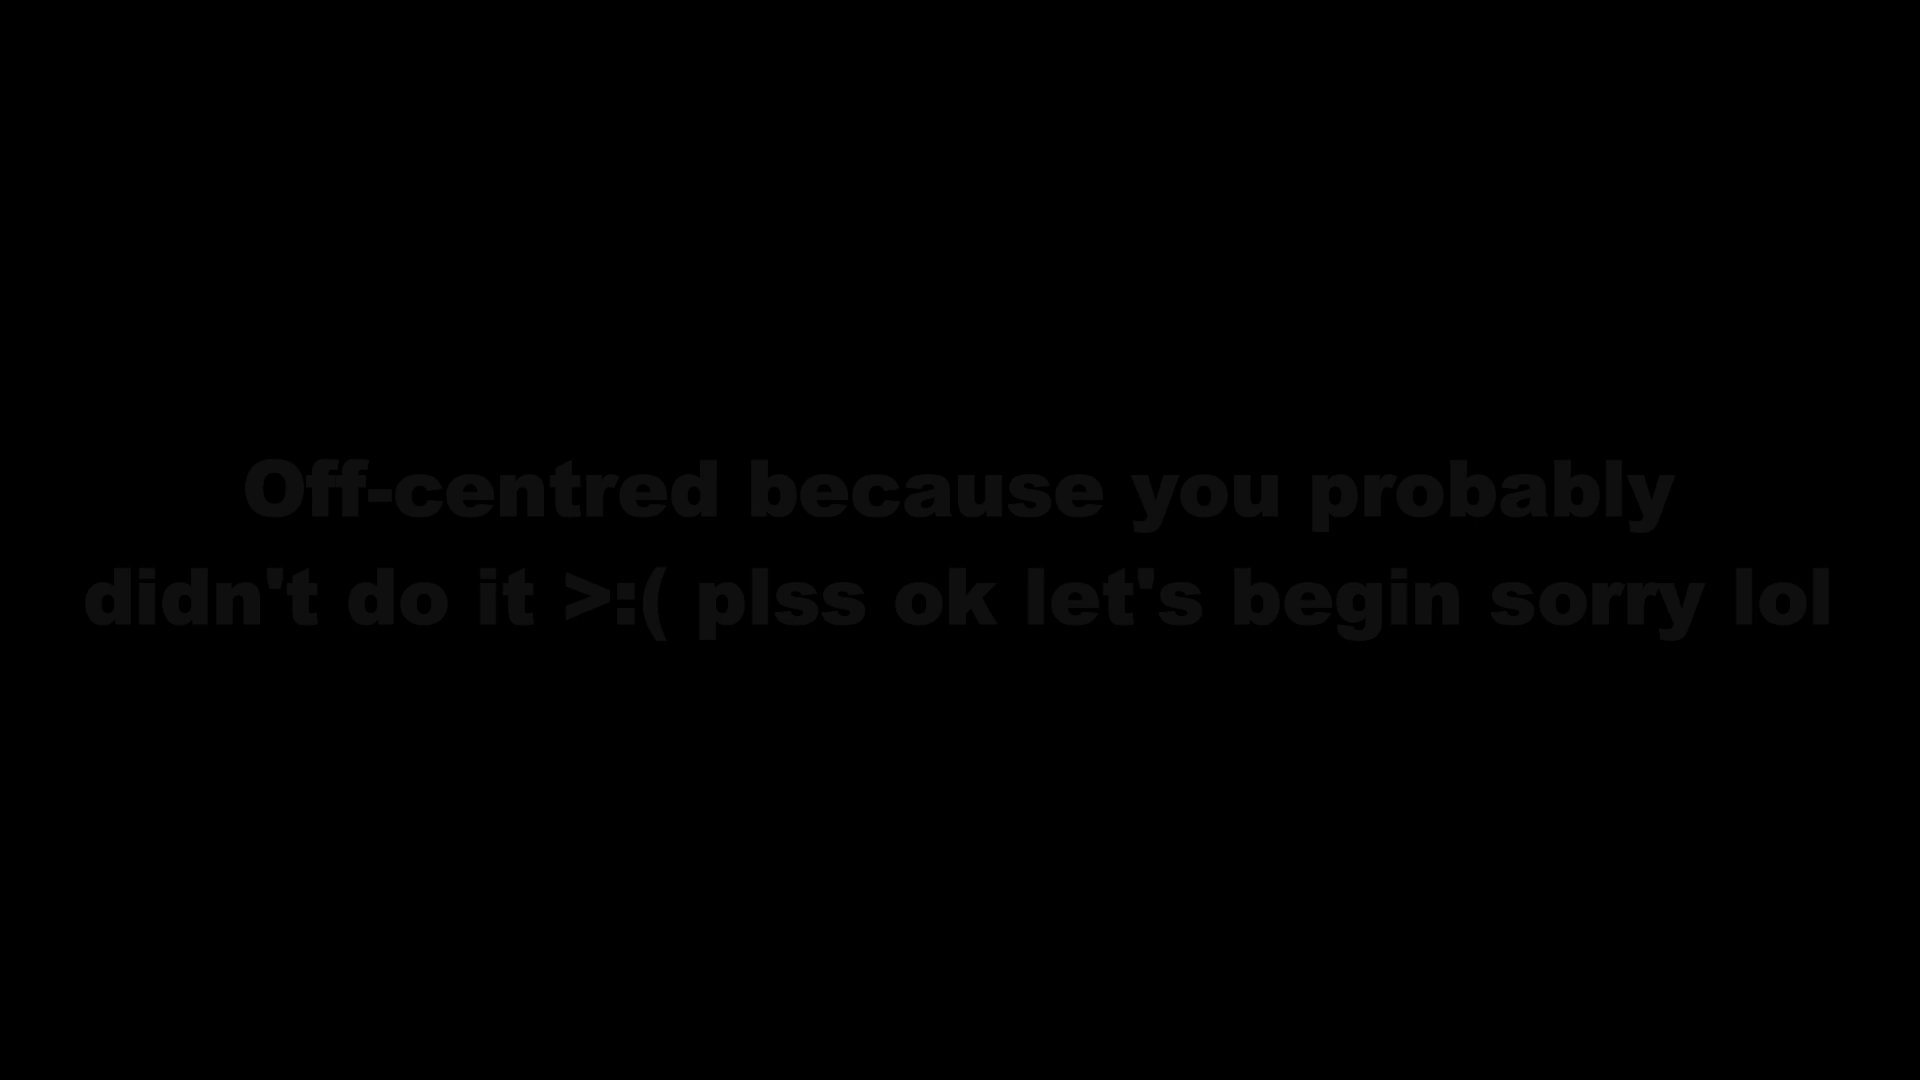 Off-centred because you probably
didn't do it >:( plss ok let's begin sorry lol